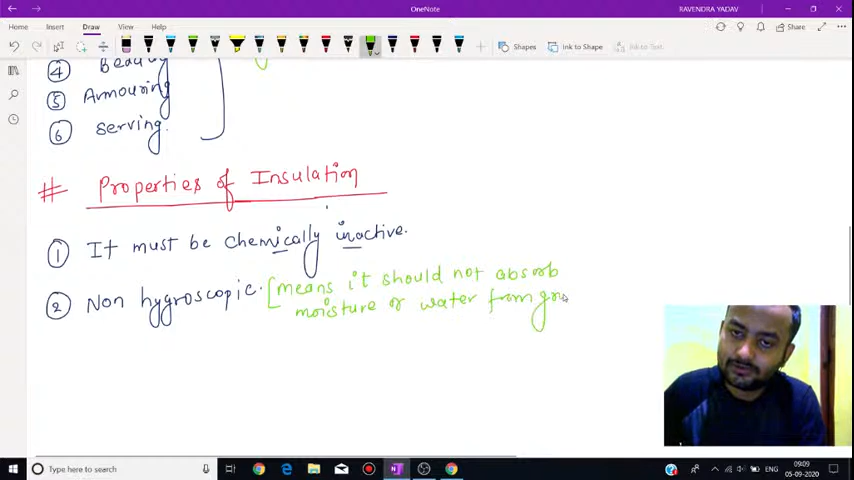 OneNote
RAVENDRA YADAV
Home Insert Draw View Help
Share
Shapes
Ink to Shape
Ink to Text
④ Bedding
⑤ Armouring
⑥ Serving.
# Properties of Insulation
① It must be chemically inactive.
② Non hygroscopic. [means it should not absorb
moisture or water from gro
Type here to search
ENG
09:09
05-09-2020